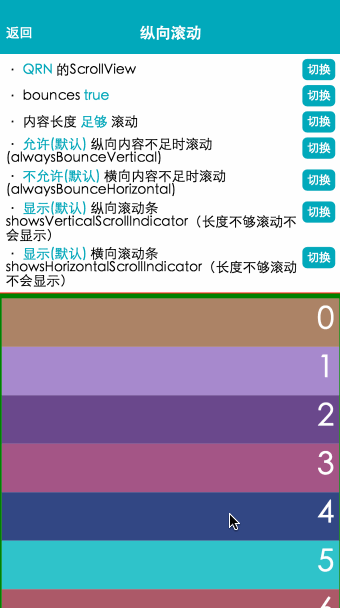 返回 纵向滚动
· QRN 的ScrollView 切换
· bounces true 切换
· 内容长度 足够 滚动 切换
· 允许(默认) 纵向内容不足时滚动 切换
(alwaysBounceVertical)
· 不允许(默认) 横向内容不足时滚动 切换
(alwaysBounceHorizontal)
· 显示(默认) 纵向滚动条 切换
showsVerticalScrollIndicator（长度不够滚动不
会显示）
· 显示(默认) 横向滚动条 切换
showsHorizontalScrollIndicator（长度不够滚动
不会显示）
0
1
2
3
4
5
6